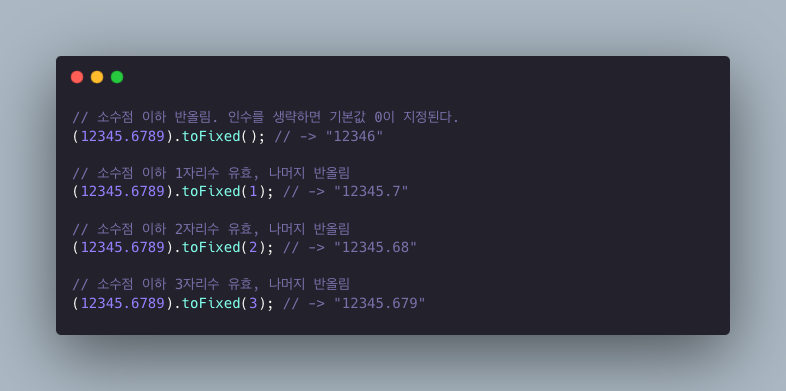 // 소수점 이하 반올림. 인수를 생략하면 기본값 0이 지정된다.
(12345.6789).toFixed(); // -> "12346"
// 소수점 이하 1자리수 유효, 나머지 반올림
(12345.6789).toFixed(1); // -> "12345.7"
// 소수점 이하 2자리수 유효, 나머지 반올림
(12345.6789).toFixed(2); // -> "12345.68"
// 소수점 이하 3자리수 유효, 나머지 반올림
(12345.6789).toFixed(3); // -> "12345.679"